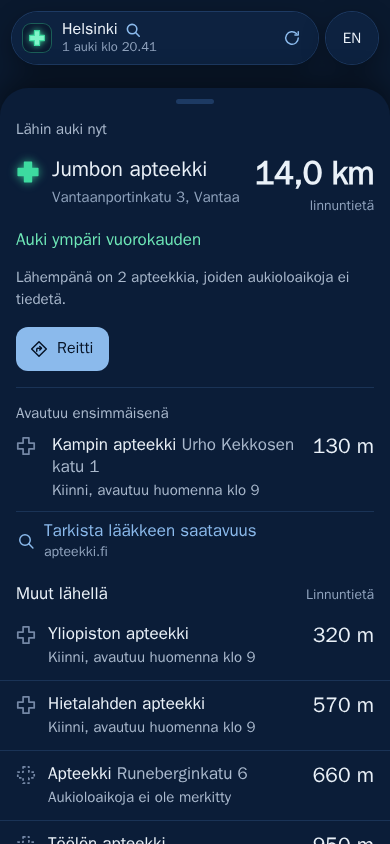 Helsinki
1 auki klo 20.41
EN
Lähin auki nyt
Jumbon apteekki
14,0 km
Vantaanportinkatu 3, Vantaa
linnuntietä
Auki ympäri vuorokauden
Lähempänä on 2 apteekkia, joiden aukioloaikoja ei
tiedetä.
Reitti
Avautuu ensimmäisenä
Kampin apteekki Urho Kekkosen
katu 1
130 m
Kiinni, avautuu huomenna klo 9
Tarkista lääkkeen saatavuus
apteekki.fi
Muut lähellä
Linnuntietä
Yliopiston apteekki
320 m
Kiinni, avautuu huomenna klo 9
Hietalahden apteekki
570 m
Kiinni, avautuu huomenna klo 9
Apteekki Runeberginkatu 6
660 m
Aukioloaikoja ei ole merkitty
Töölön apteekki
950 m